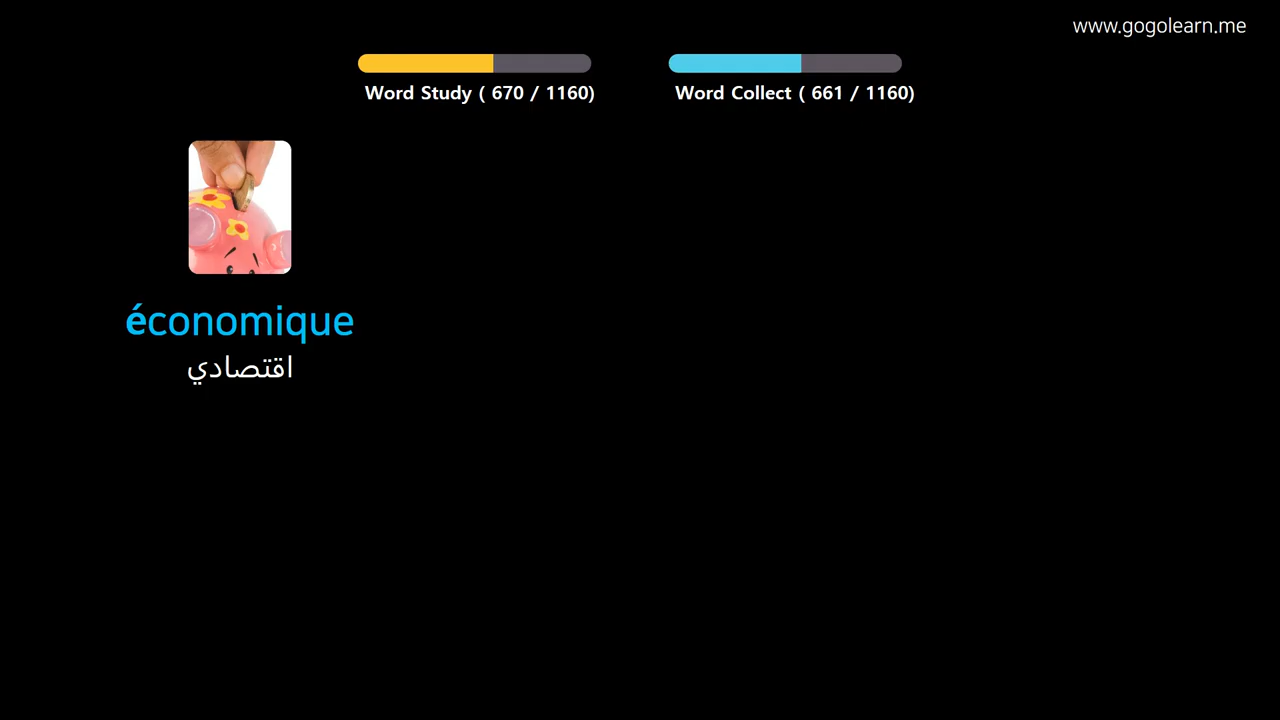 www.gogolearn.me
Word Study ( 670 / 1160)
Word Collect ( 661 / 1160)
économique
اقتصادي